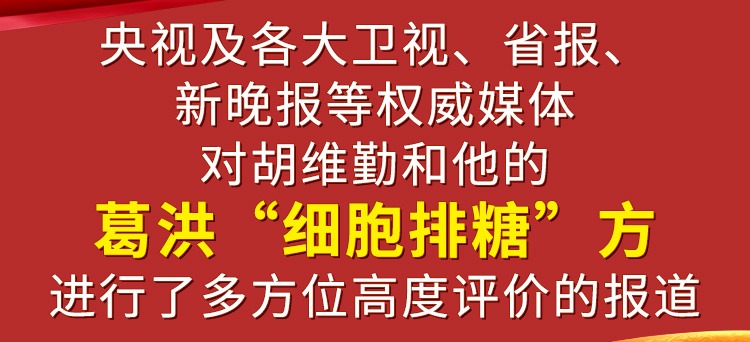 央视及各大卫视、省报、
新晚报等权威媒体
对胡维勤和他的
葛洪“细胞排糖”方
进行了多方位高度评价的报道